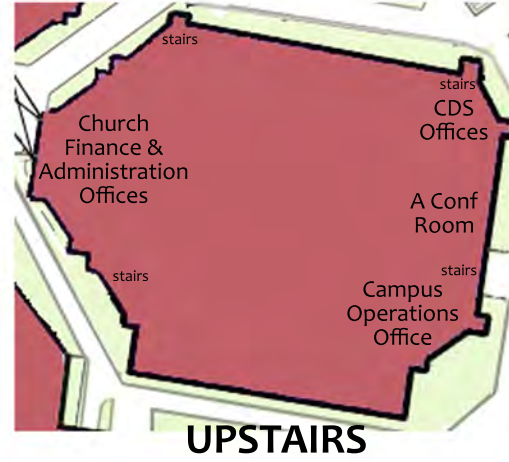 stairs
stairs
CDS
Offices
Church
Finance &
Administration
Offices
A Conf
Room
stairs
stairs
Campus
Operations
Office
UPSTAIRS